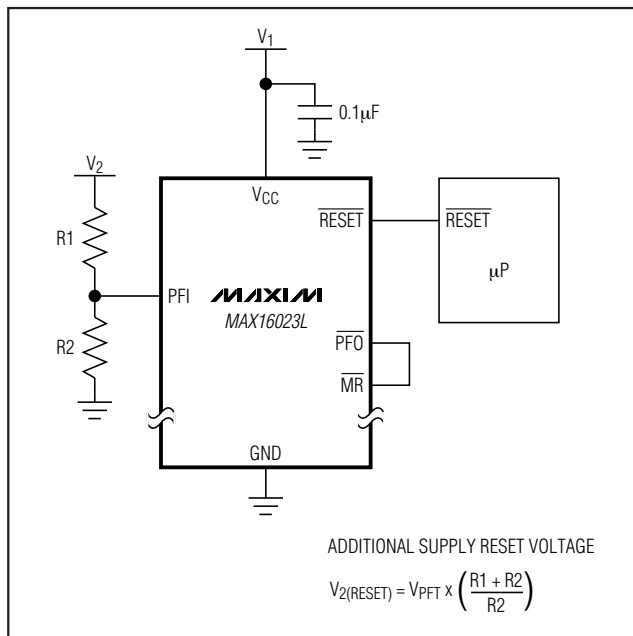 V1
0.1µF
V2
VCC
RESET
RESET
R1
µP
PFI
MAXIM
MAX16023L
R2
PFO
MR
GND
ADDITIONAL SUPPLY RESET VOLTAGE
V2(RESET) = VPFT x (R1 + R2 / R2)